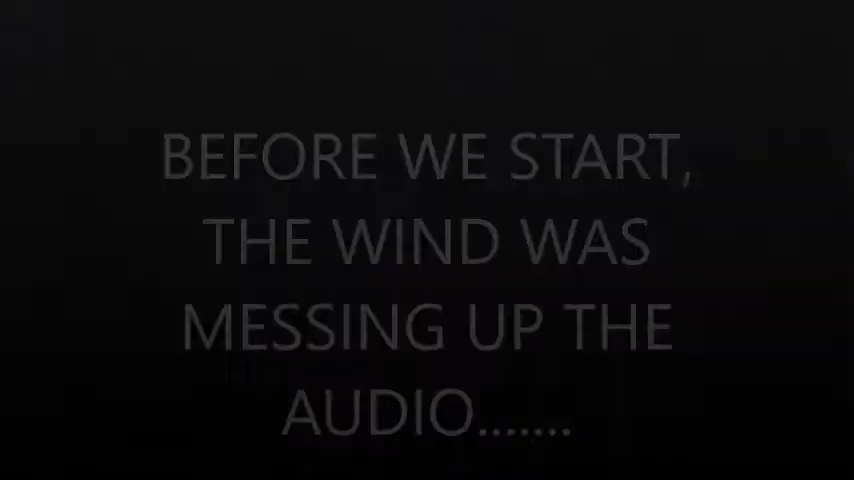 BEFORE WE START,
THE WIND WAS
MESSING UP THE
AUDIO.......